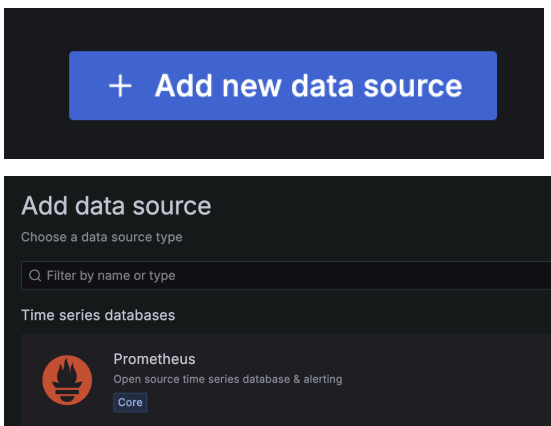 + Add new data source
Add data source
Choose a data source type
Filter by name or type
Time series databases
Prometheus
Open source time series database & alerting
Core